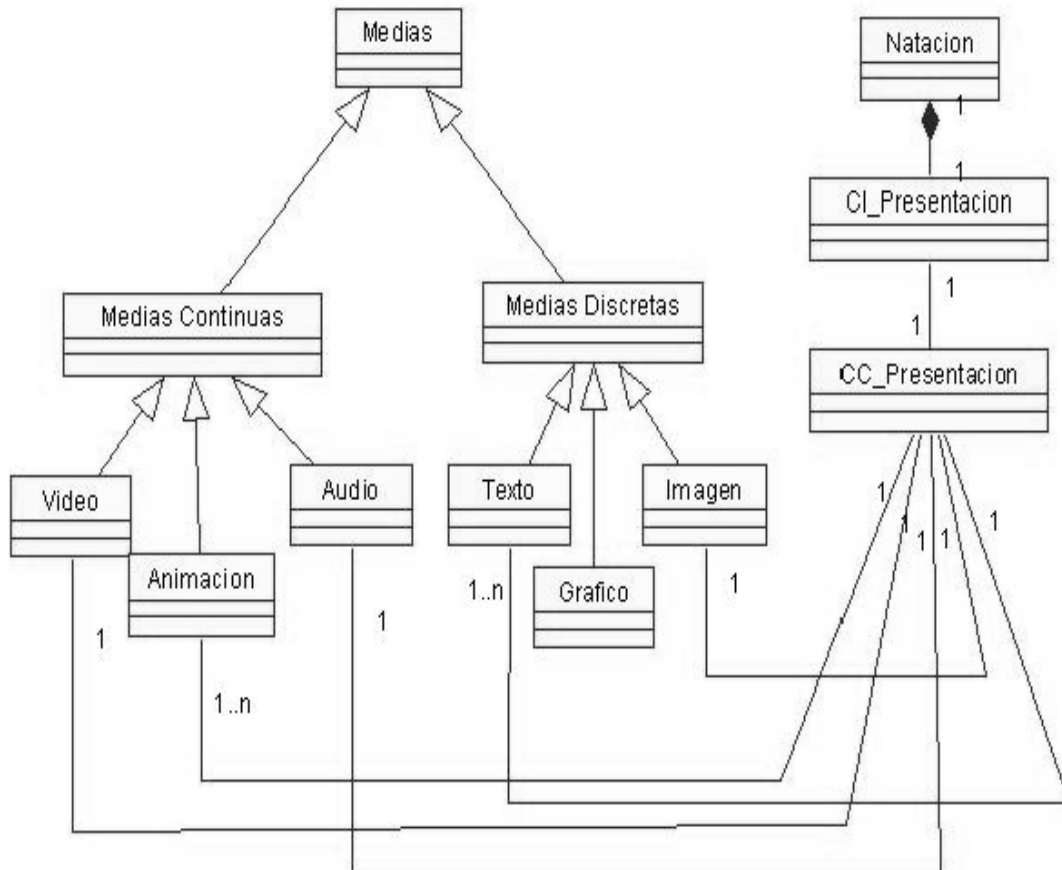 Medias
Natacion
1
1
CI_Presentacion
1
1
Medias Continuas
Medias Discretas
CC_Presentacion
Video
Audio
Texto
Imagen
1
1
1
1
1
Animacion
Grafico
1
1..n
1
1..n
1